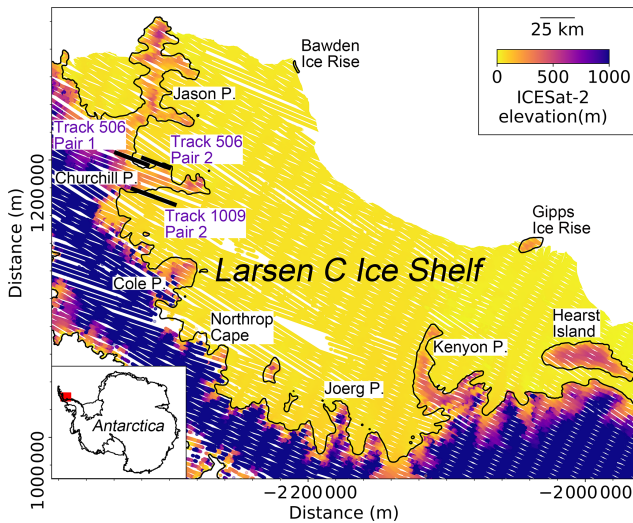 25 km
0 500 1000
ICESat-2
elevation(m)
Bawden
Ice Rise
Jason P.
Track 506
Pair 1
Track 506
Pair 2
Churchill P.
Track 1009
Pair 2
Gipps
Ice Rise
Larsen C Ice Shelf
Cole P.
Northrop
Cape
Hearst
Island
Kenyon P.
Joerg P.
Antarctica
1200000
1000000
Distance (m)
−2200000
−2000000
Distance (m)